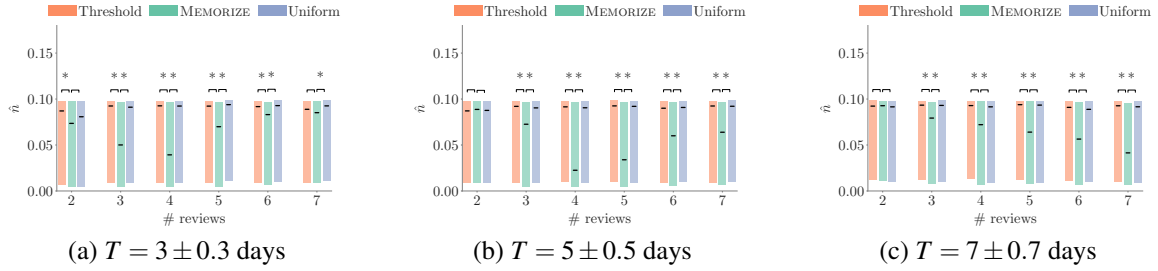 Threshold MEMORIZE Uniform
0.15
0.10
n̂
0.05
0.00
* * * * * * * * * *
2 3 4 5 6 7
# reviews
(a) T = 3 ± 0.3 days
Threshold MEMORIZE Uniform
0.15
0.10
n̂
0.05
0.00
* * * * * * * * * *
2 3 4 5 6 7
# reviews
(b) T = 5 ± 0.5 days
Threshold MEMORIZE Uniform
0.15
0.10
n̂
0.05
0.00
* * * * * * * * * *
2 3 4 5 6 7
# reviews
(c) T = 7 ± 0.7 days